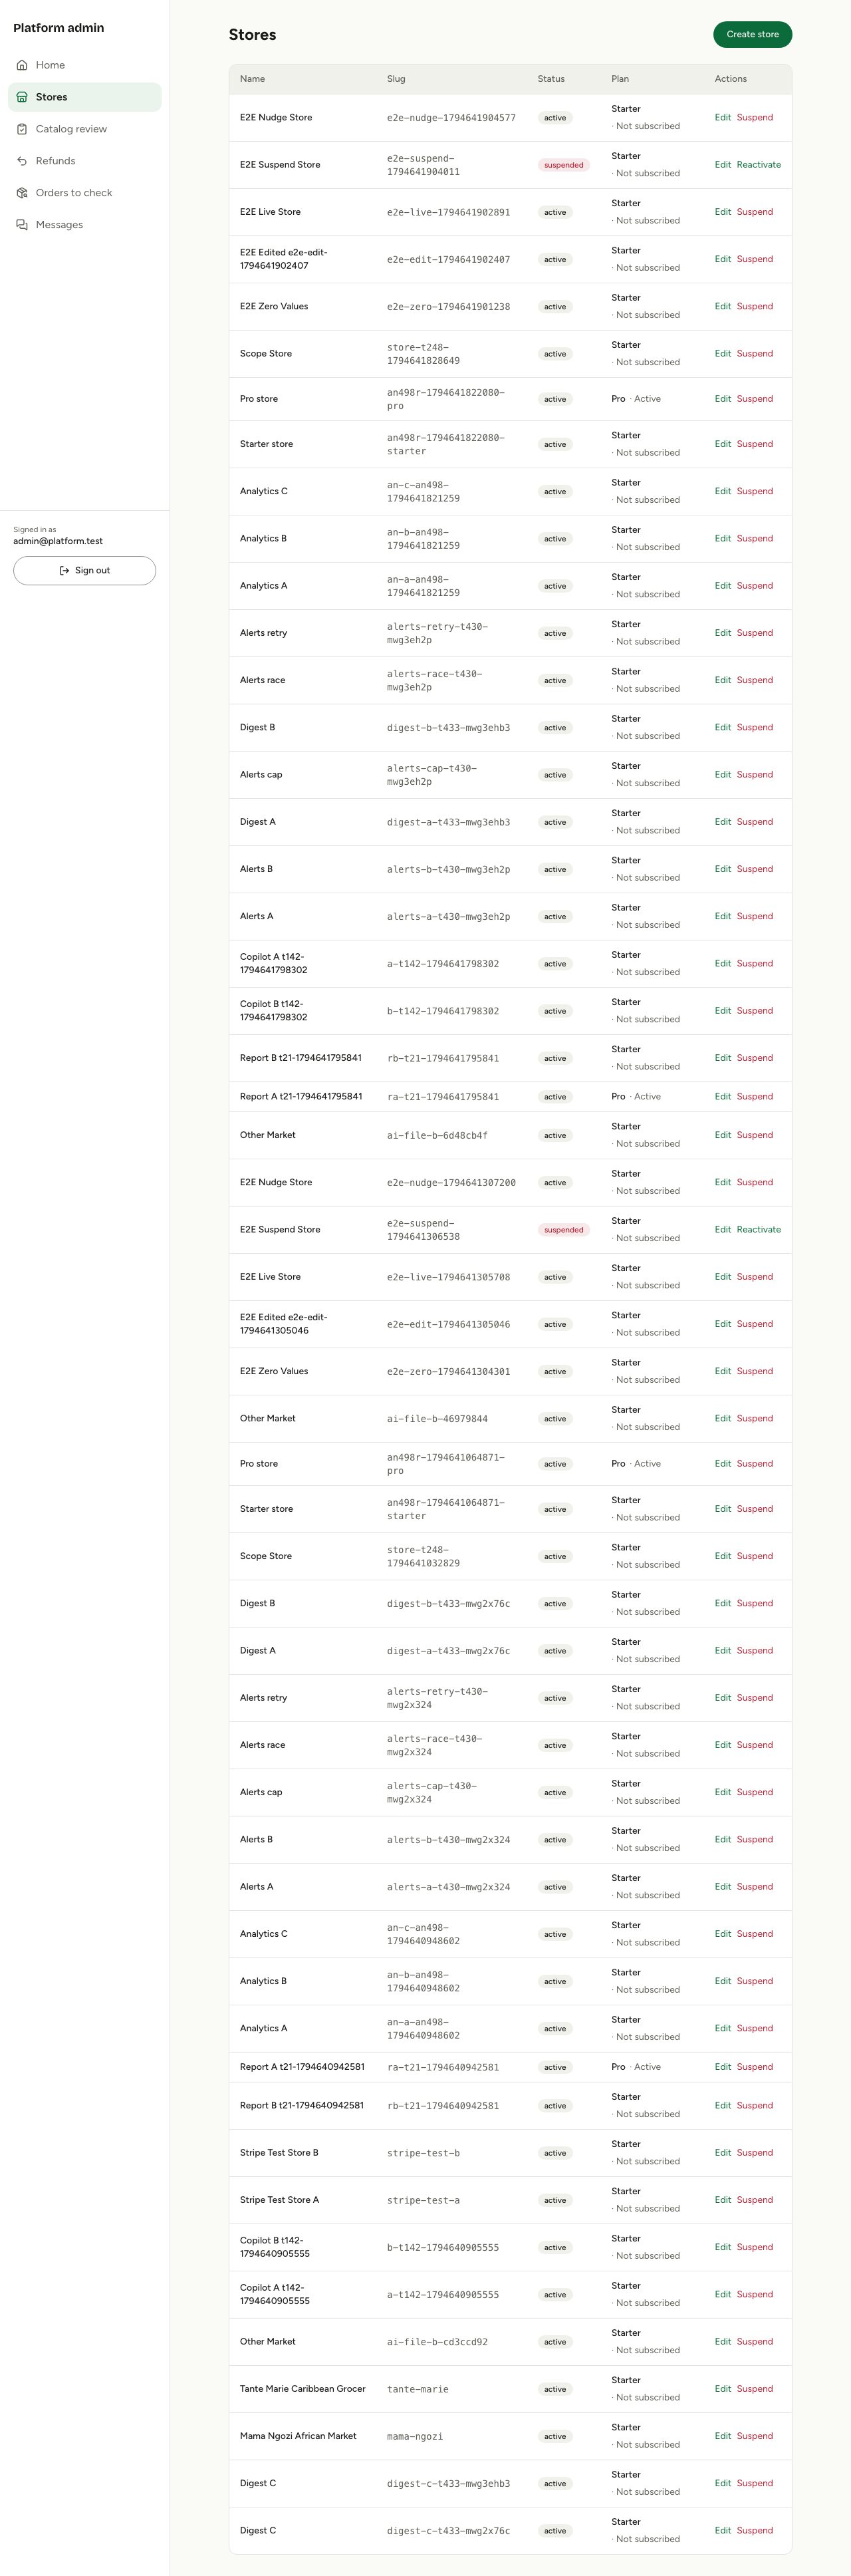 Platform admin
Home
Stores
Catalog review
Refunds
Orders to check
Messages
Signed in as
admin@platform.test
Sign out
Stores
Create store
Name Slug Status Plan Actions
E2E Nudge Store e2e-nudge-1794641904577 active Starter · Not subscribed Edit Suspend
E2E Suspend Store e2e-suspend-1794641904011 suspended Starter · Not subscribed Edit Reactivate
E2E Live Store e2e-live-1794641902891 active Starter · Not subscribed Edit Suspend
E2E Edited e2e-edit-1794641902407 e2e-edit-1794641902407 active Starter · Not subscribed Edit Suspend
E2E Zero Values e2e-zero-1794641901238 active Starter · Not subscribed Edit Suspend
Scope Store store-t248-1794641828649 active Starter · Not subscribed Edit Suspend
Pro store an498r-1794641822080-pro active Pro · Active Edit Suspend
Starter store an498r-1794641822080-starter active Starter · Not subscribed Edit Suspend
Analytics C an-c-an498-1794641821259 active Starter · Not subscribed Edit Suspend
Analytics B an-b-an498-1794641821259 active Starter · Not subscribed Edit Suspend
Analytics A an-a-an498-1794641821259 active Starter · Not subscribed Edit Suspend
Alerts retry alerts-retry-t430-mwg3eh2p active Starter · Not subscribed Edit Suspend
Alerts race alerts-race-t430-mwg3eh2p active Starter · Not subscribed Edit Suspend
Digest B digest-b-t433-mwg3ehb3 active Starter · Not subscribed Edit Suspend
Alerts cap alerts-cap-t430-mwg3eh2p active Starter · Not subscribed Edit Suspend
Digest A digest-a-t433-mwg3ehb3 active Starter · Not subscribed Edit Suspend
Alerts B alerts-b-t430-mwg3eh2p active Starter · Not subscribed Edit Suspend
Alerts A alerts-a-t430-mwg3eh2p active Starter · Not subscribed Edit Suspend
Copilot A t142-1794641798302 a-t142-1794641798302 active Starter · Not subscribed Edit Suspend
Copilot B t142-1794641798302 b-t142-1794641798302 active Starter · Not subscribed Edit Suspend
Report B t21-1794641795841 rb-t21-1794641795841 active Starter · Not subscribed Edit Suspend
Report A t21-1794641795841 ra-t21-1794641795841 active Pro · Active Edit Suspend
Other Market ai-file-b-6d48cb4f active Starter · Not subscribed Edit Suspend
E2E Nudge Store e2e-nudge-1794641307200 active Starter · Not subscribed Edit Suspend
E2E Suspend Store e2e-suspend-1794641306538 suspended Starter · Not subscribed Edit Reactivate
E2E Live Store e2e-live-1794641305708 active Starter · Not subscribed Edit Suspend
E2E Edited e2e-edit-1794641305046 e2e-edit-1794641305046 active Starter · Not subscribed Edit Suspend
E2E Zero Values e2e-zero-1794641304301 active Starter · Not subscribed Edit Suspend
Other Market ai-file-b-46979844 active Starter · Not subscribed Edit Suspend
Pro store an498r-1794641064871-pro active Pro · Active Edit Suspend
Starter store an498r-1794641064871-starter active Starter · Not subscribed Edit Suspend
Scope Store store-t248-1794641032829 active Starter · Not subscribed Edit Suspend
Digest B digest-b-t433-mwg2x76c active Starter · Not subscribed Edit Suspend
Digest A digest-a-t433-mwg2x76c active Starter · Not subscribed Edit Suspend
Alerts retry alerts-retry-t430-mwg2x324 active Starter · Not subscribed Edit Suspend
Alerts race alerts-race-t430-mwg2x324 active Starter · Not subscribed Edit Suspend
Alerts cap alerts-cap-t430-mwg2x324 active Starter · Not subscribed Edit Suspend
Alerts B alerts-b-t430-mwg2x324 active Starter · Not subscribed Edit Suspend
Alerts A alerts-a-t430-mwg2x324 active Starter · Not subscribed Edit Suspend
Analytics C an-c-an498-1794640948602 active Starter · Not subscribed Edit Suspend
Analytics B an-b-an498-1794640948602 active Starter · Not subscribed Edit Suspend
Analytics A an-a-an498-1794640948602 active Starter · Not subscribed Edit Suspend
Report A t21-1794640942581 ra-t21-1794640942581 active Pro · Active Edit Suspend
Report B t21-1794640942581 rb-t21-1794640942581 active Starter · Not subscribed Edit Suspend
Stripe Test Store B stripe-test-b active Starter · Not subscribed Edit Suspend
Stripe Test Store A stripe-test-a active Starter · Not subscribed Edit Suspend
Copilot B t142-1794640905555 b-t142-1794640905555 active Starter · Not subscribed Edit Suspend
Copilot A t142-1794640905555 a-t142-1794640905555 active Starter · Not subscribed Edit Suspend
Other Market ai-file-b-cd3ccd92 active Starter · Not subscribed Edit Suspend
Tante Marie Caribbean Grocer tante-marie active Starter · Not subscribed Edit Suspend
Mama Ngozi African Market mama-ngozi active Starter · Not subscribed Edit Suspend
Digest C digest-c-t433-mwg3ehb3 active Starter · Not subscribed Edit Suspend
Digest C digest-c-t433-mwg2x76c active Starter · Not subscribed Edit Suspend